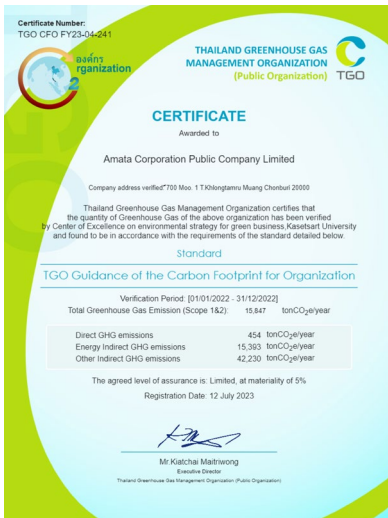 Certificate Number:
TGO CFO FY23-04-241
องค์กร
rganization
2
THAILAND GREENHOUSE GAS
MANAGEMENT ORGANIZATION
(Public Organization)
TGO
CERTIFICATE
Awarded to
Amata Corporation Public Company Limited
Company address verified"700 Moo. 1 T.Khlongtamru Muang Chonburi 20000
Thailand Greenhouse Gas Management Organization certifies that
the quantity of Greenhouse Gas of the above organization has been verified
by Center of Excellence on environmental strategy for green business,Kasetsart University
and found to be in accordance with the requirements of the standard detailed below.
Standard
TGO Guidance of the Carbon Footprint for Organization
Verification Period: [01/01/2022 - 31/12/2022]
Total Greenhouse Gas Emission (Scope 1&2): 15,847 tonCO2e/year
Direct GHG emissions 454 tonCO2e/year
Energy Indirect GHG emissions 15,393 tonCO2e/year
Other Indirect GHG emissions 42,230 tonCO2e/year
The agreed level of assurance is: Limited, at materiality of 5%
Registration Date: 12 July 2023
Mr.Kiatchai Maitriwong
Executive Director
Thailand Greenhouse Gas Management Organization (Public Organization)